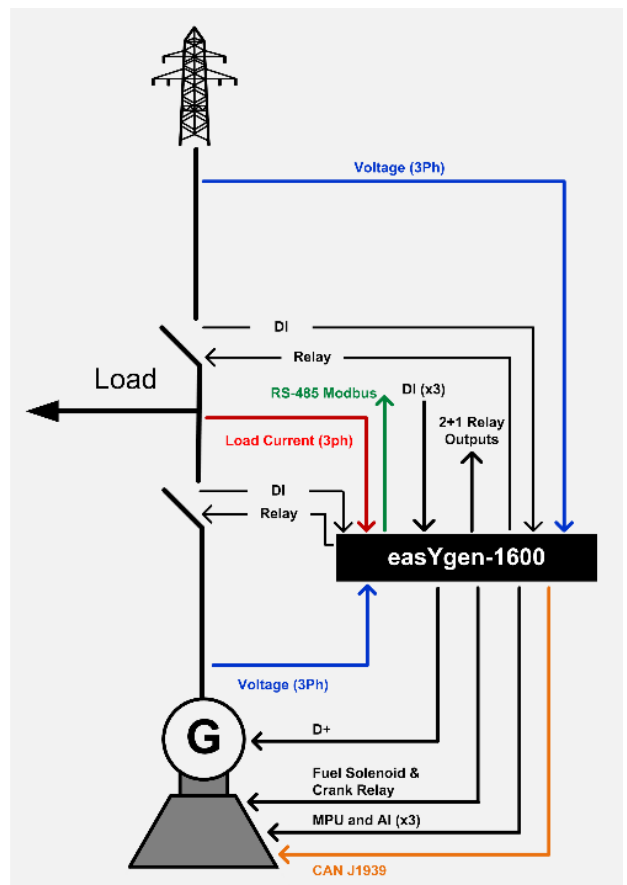 Voltage (3Ph)
DI
Relay
Load
RS-485 Modbus
DI (x3)
2+1 Relay
Outputs
Load Current (3ph)
DI
Relay
easYgen-1600
Voltage (3Ph)
G
D+
Fuel Solenoid &
Crank Relay
MPU and AI (x3)
CAN J1939